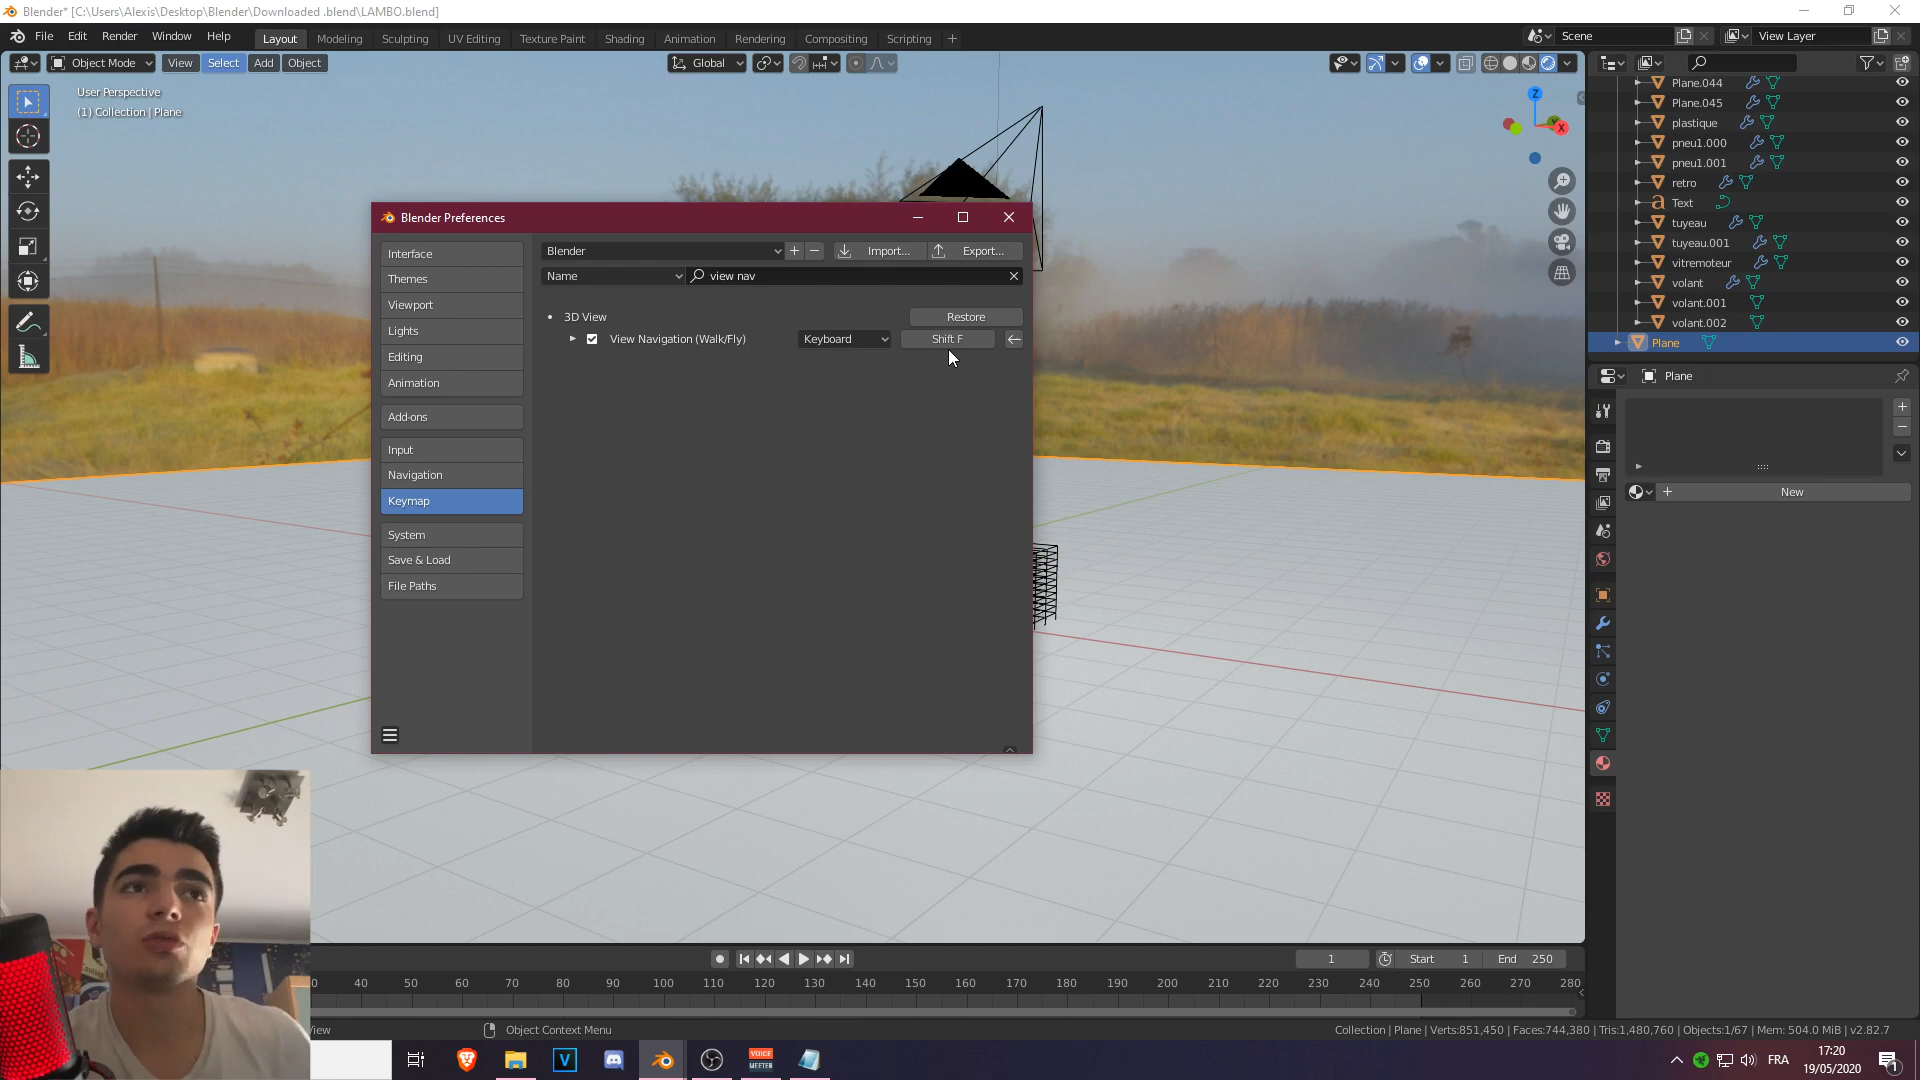 Blender* [C:\Users\Alexis\Desktop\Blender\Downloaded .blend\LAMBO.blend]
File Edit Render Window Help Layout Modeling Sculpting UV Editing Texture Paint Shading Animation Rendering Compositing Scripting + Scene View Layer
Object Mode View Select Add Object Global
User Perspective
(1) Collection | Plane
Z
X
Plane.044
Plane.045
plastique
pneu1.000
pneu1.001
retro
Text
tuyeau
tuyeau.001
vitremoteur
volant
volant.001
volant.002
Plane
Plane
New
Blender Preferences
Interface
Themes
Viewport
Lights
Editing
Animation
Add-ons
Input
Navigation
Keymap
System
Save & Load
File Paths
Blender Import... Export...
Name view nav
3D View Restore
View Navigation (Walk/Fly) Keyboard Shift F
1 Start 1 End 250
40 50 60 70 80 90 100 110 120 130 140 150 160 170 180 190 200 210 220 230 240 250 260 270 280
Object Context Menu Collection | Plane | Verts:851,450 | Faces:744,380 | Tris:1,480,760 | Objects:1/67 | Mem: 504.0 MiB | v2.82.7
V
VOICE
MEETER
FRA
17:20
19/05/2020
1